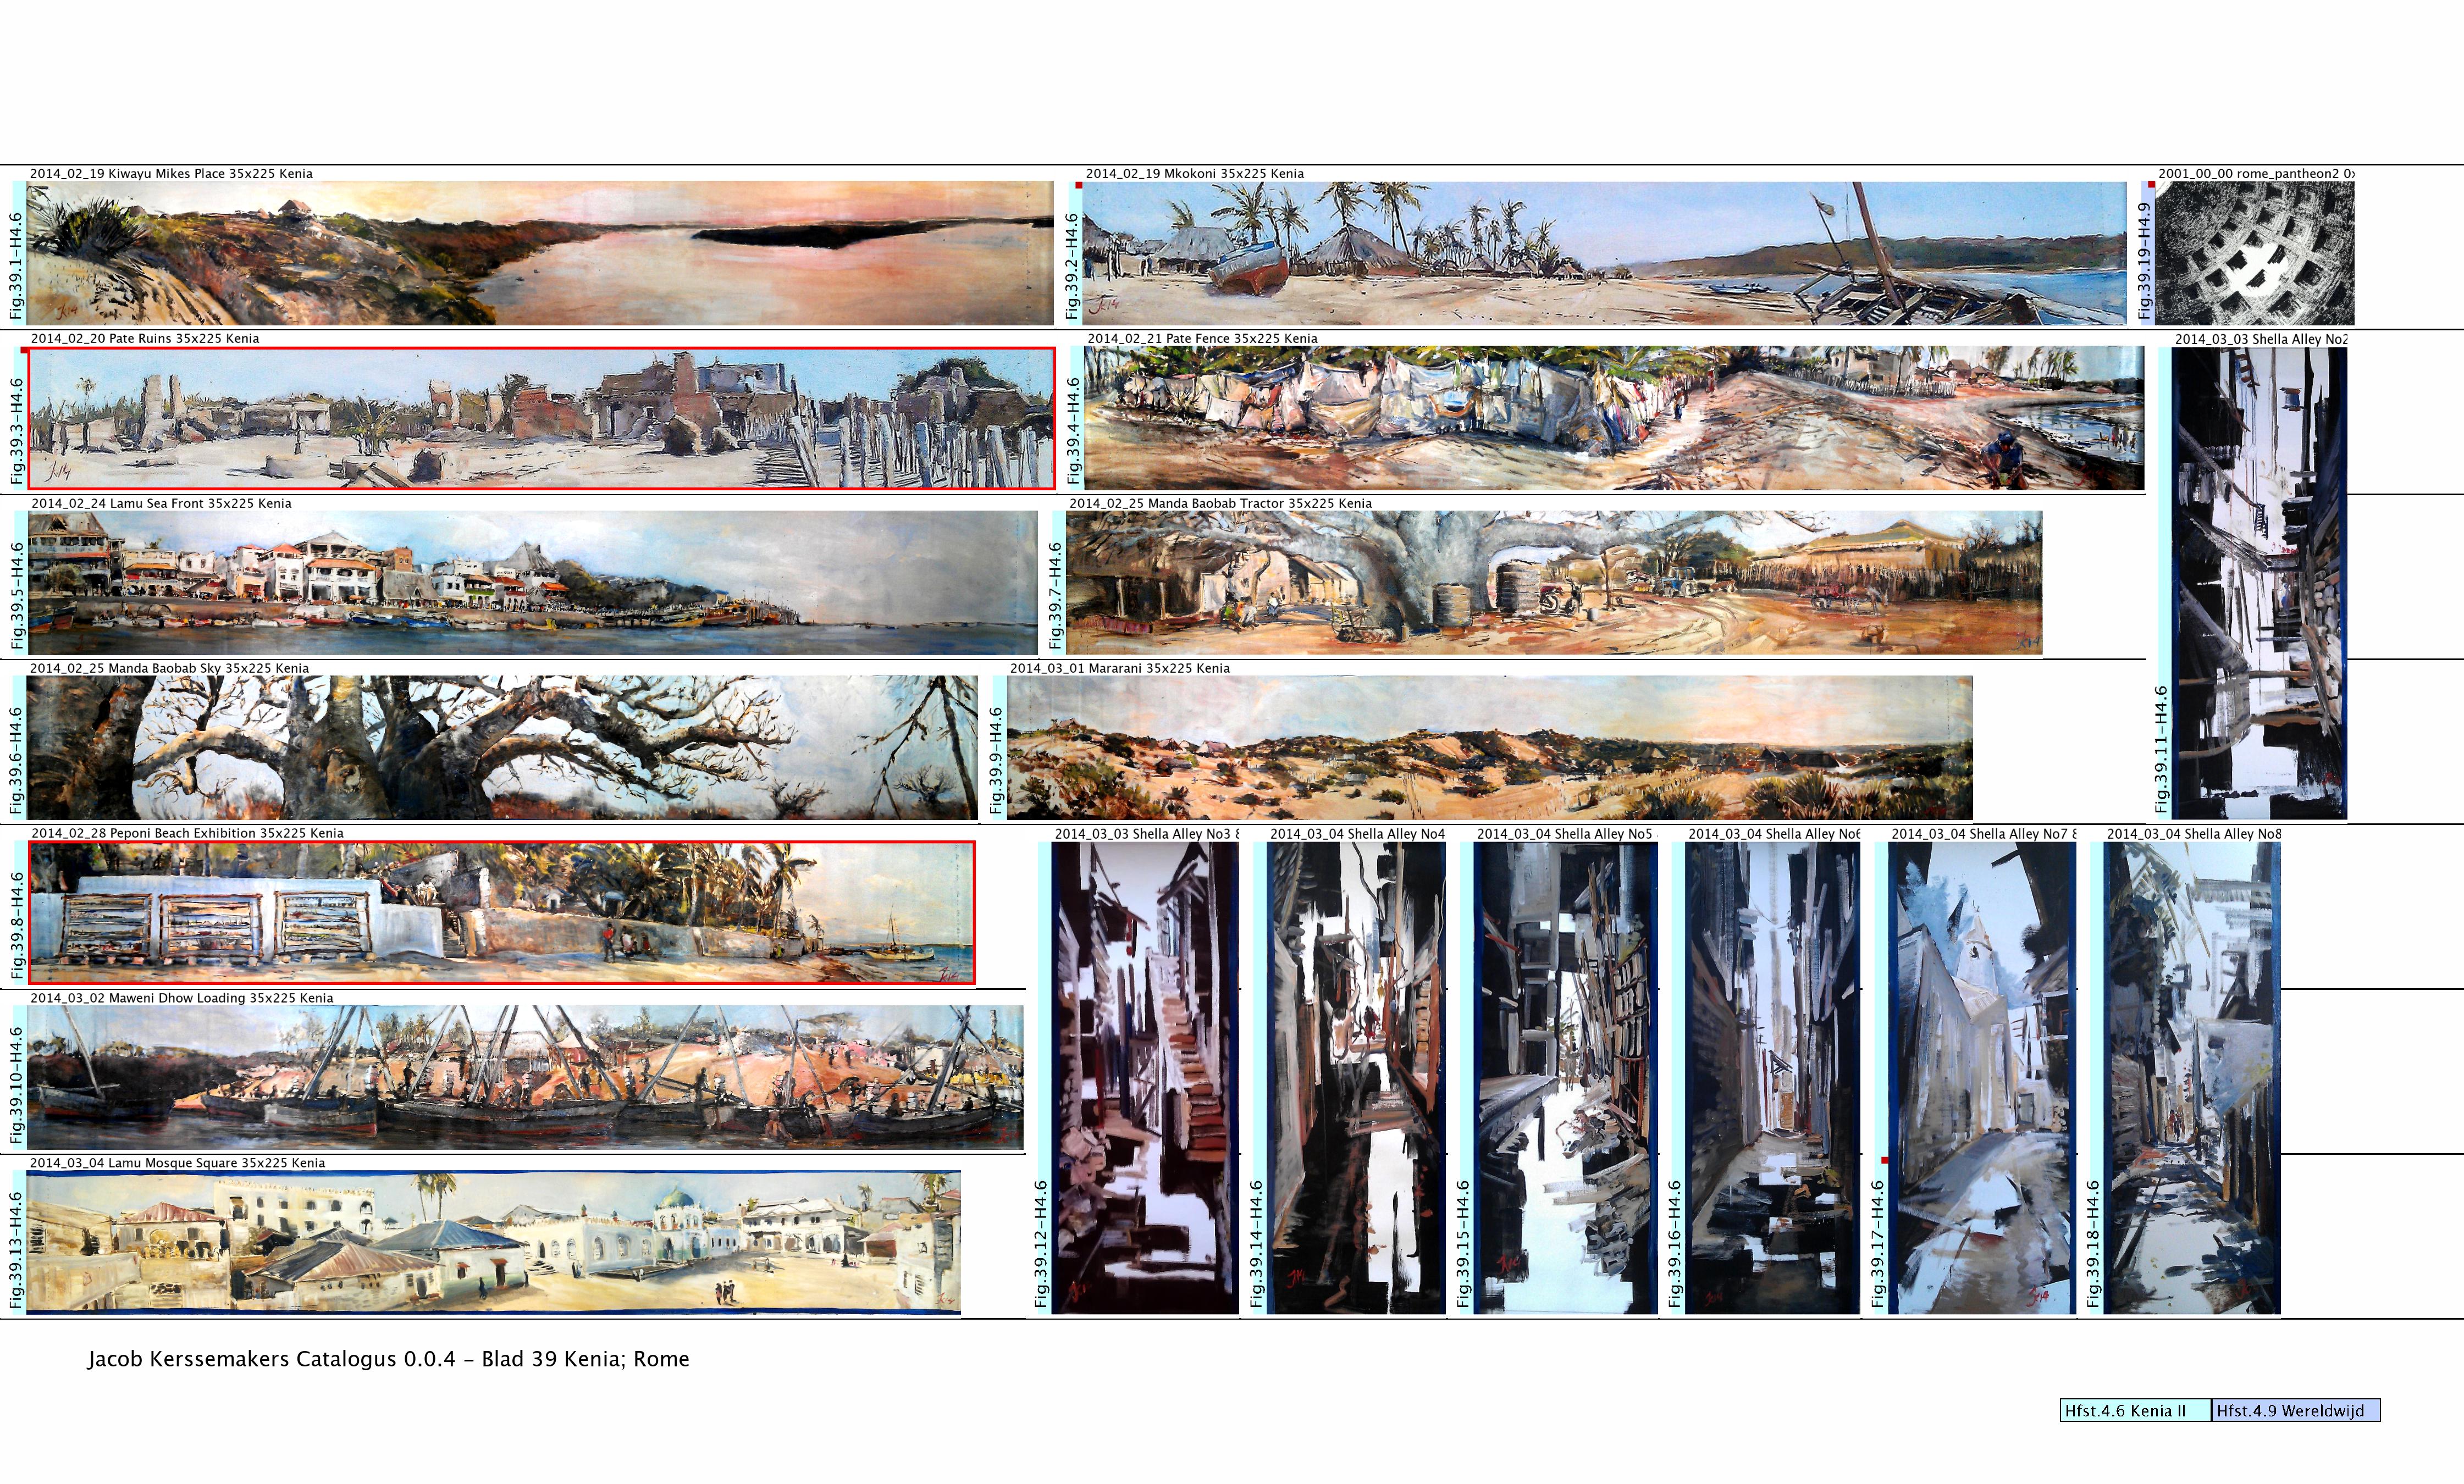 2014_02_19 Kiwayu Mikes Place 35x225 Kenia
Fig.39.1-H4.6
2014_02_19 Mkokoni 35x225 Kenia
Fig.39.2-H4.6
2001_00_00 rome_pantheon2 0x
Fig.39.19-H4.9
2014_02_20 Pate Ruins 35x225 Kenia
Fig.39.3-H4.6
2014_02_21 Pate Fence 35x225 Kenia
Fig.39.4-H4.6
2014_03_03 Shella Alley No2
Fig.39.11-H4.6
2014_02_24 Lamu Sea Front 35x225 Kenia
Fig.39.5-H4.6
2014_02_25 Manda Baobab Tractor 35x225 Kenia
Fig.39.7-H4.6
2014_02_25 Manda Baobab Sky 35x225 Kenia
Fig.39.6-H4.6
2014_03_01 Mararani 35x225 Kenia
Fig.39.9-H4.6
2014_02_28 Peponi Beach Exhibition 35x225 Kenia
Fig.39.8-H4.6
2014_03_03 Shella Alley No3 8
Fig.39.12-H4.6
2014_03_04 Shella Alley No4
Fig.39.14-H4.6
2014_03_04 Shella Alley No5
Fig.39.15-H4.6
2014_03_04 Shella Alley No6
Fig.39.16-H4.6
2014_03_04 Shella Alley No7 8
Fig.39.17-H4.6
2014_03_04 Shella Alley No8
Fig.39.18-H4.6
2014_03_02 Maweni Dhow Loading 35x225 Kenia
Fig.39.10-H4.6
2014_03_04 Lamu Mosque Square 35x225 Kenia
Fig.39.13-H4.6
Jacob Kerssemakers Catalogus 0.0.4 - Blad 39 Kenia; Rome
Hfst.4.6 Kenia II
Hfst.4.9 Wereldwijd